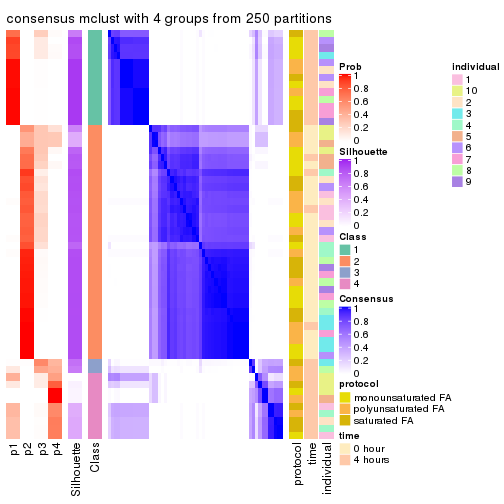 consensus mclust with 4 groups from 250 partitions
Prob
1
0.8
0.6
0.4
0.2
0
Silhouette
1
0.8
0.6
0.4
0.2
0
Class
1
2
3
4
Consensus
1
0.8
0.6
0.4
0.2
0
protocol
monounsaturated FA
polyunsaturated FA
saturated FA
time
0 hour
4 hours
individual
1
10
2
3
4
5
6
7
8
9
p1
p2
p3
p4
Silhouette
Class
protocol
time
individual